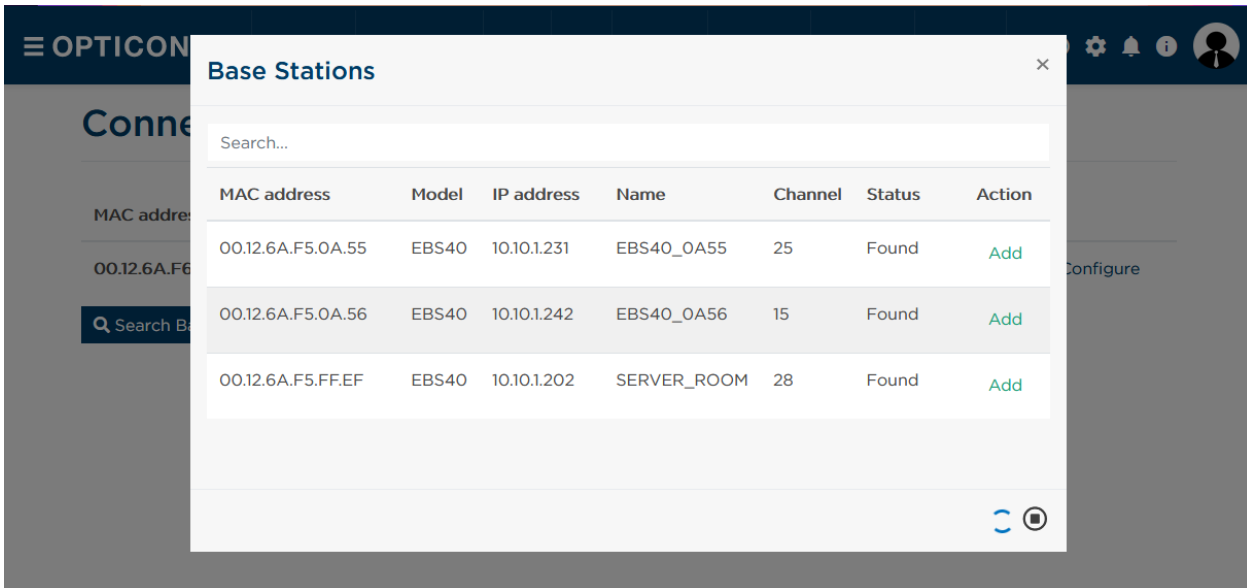 OPTICON
Base Stations
×
Conne
Search...
MAC address Model IP address Name Channel Status Action
MAC addres
00.12.6A.F5.0A.55 EBS40 10.10.1.231 EBS40_0A55 25 Found Add
00.12.6A.F6 Configure
00.12.6A.F5.0A.56 EBS40 10.10.1.242 EBS40_0A56 15 Found Add
Search Ba
00.12.6A.F5.FF.EF EBS40 10.10.1.202 SERVER_ROOM 28 Found Add